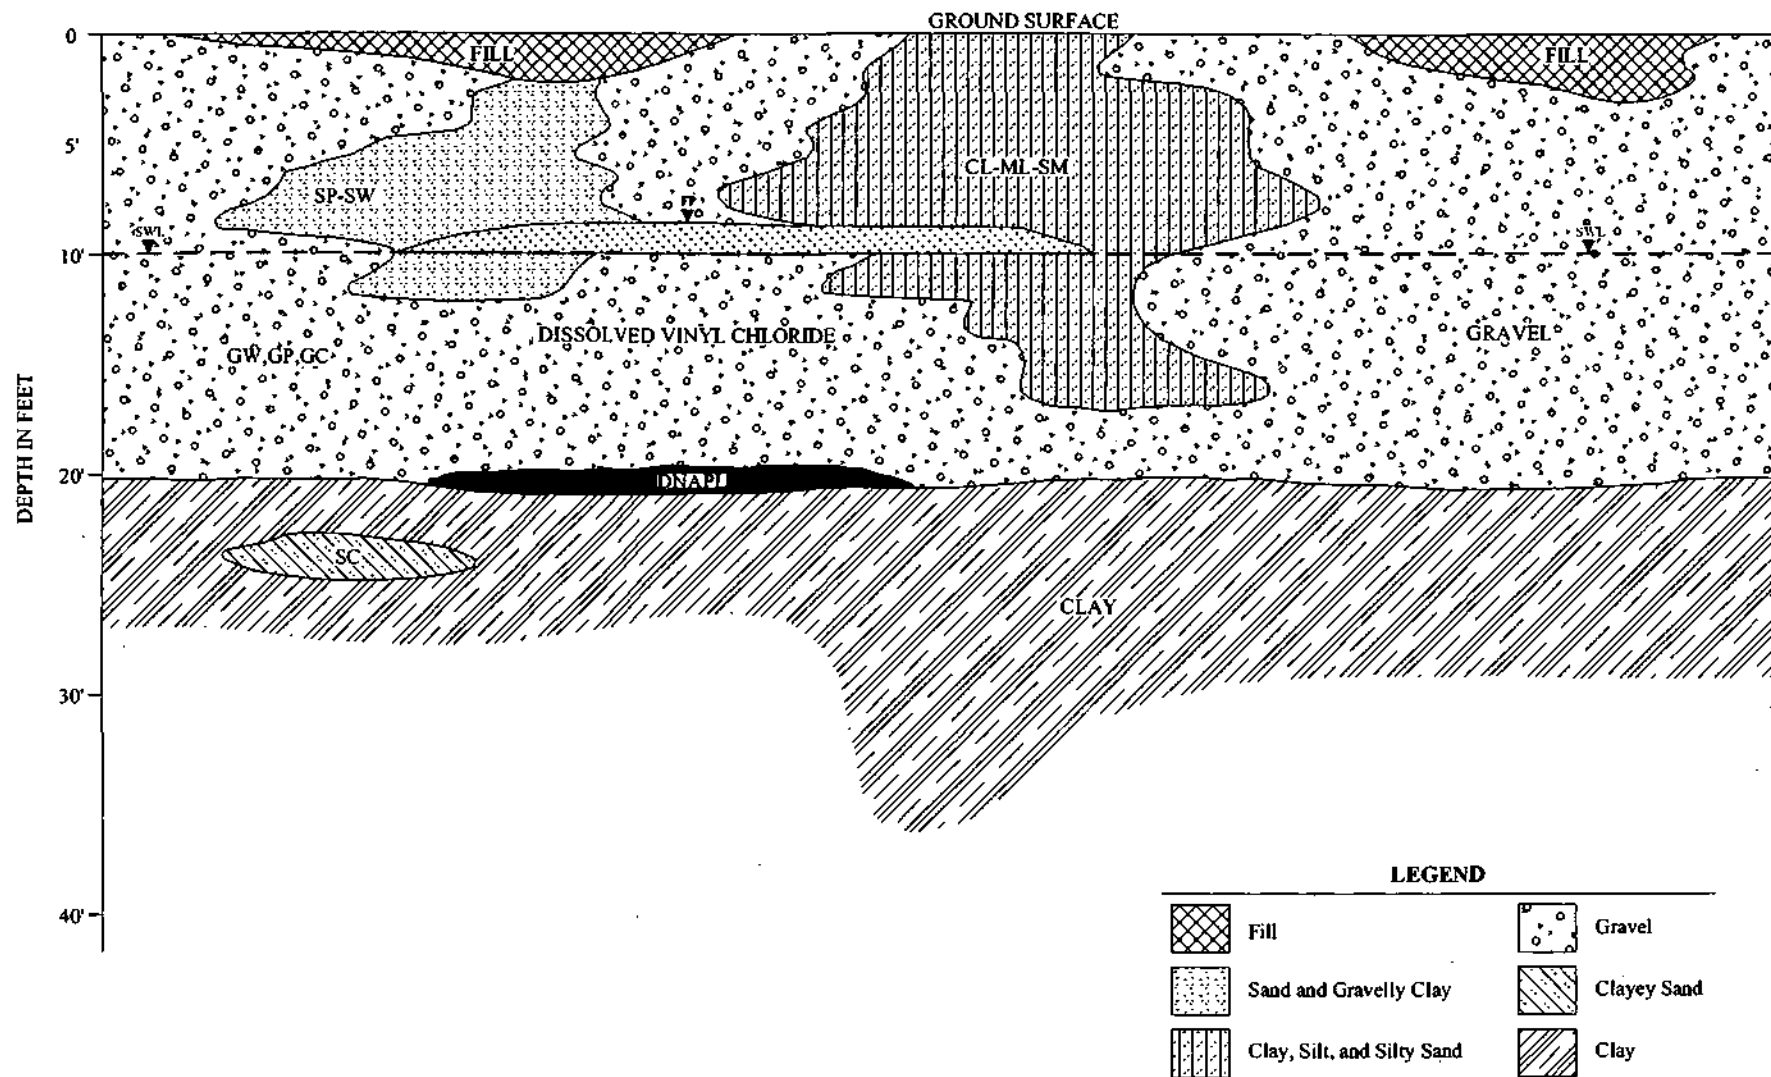 GROUND SURFACE
0
FILL
FILL
5'
CL-ML-SM
SP-SW
FP
SWL
SWL
10'
DISSOLVED VINYL CHLORIDE
GRAVEL
GW,GP,GC
DEPTH IN FEET
20'
DNAPL
SC
CLAY
30'
40'
LEGEND
Fill
Gravel
Sand and Gravelly Clay
Clayey Sand
Clay, Silt, and Silty Sand
Clay